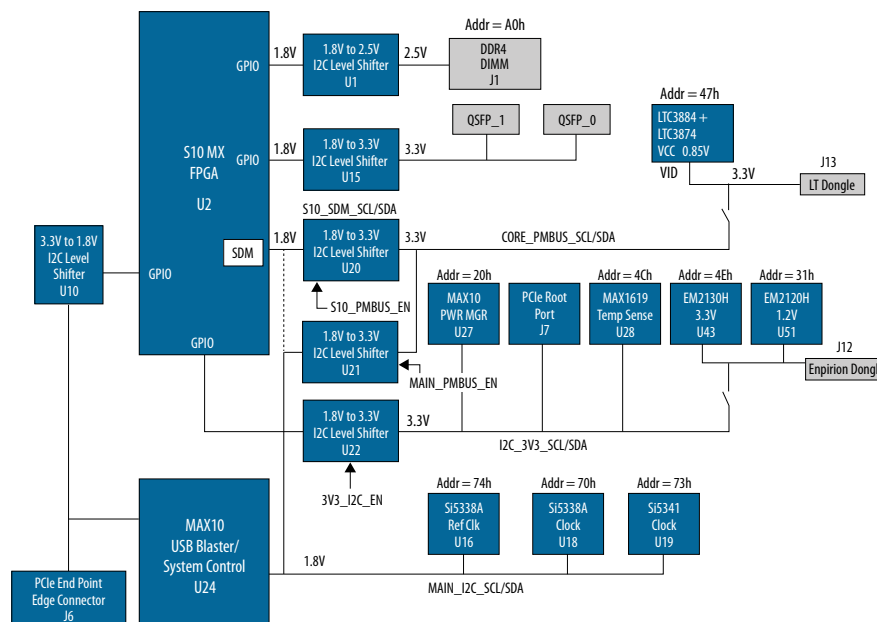 Addr = A0h
1.8V
1.8V to 2.5V
I2C Level Shifter
U1
2.5V
DDR4
DIMM
J1
GPIO
Addr = 47h
LTC3884 +
LTC3874
VCC 0.85V
QSFP_1
QSFP_0
GPIO
1.8V
1.8V to 3.3V
I2C Level Shifter
U15
3.3V
S10 MX
FPGA
U2
VID
3.3V
J13
LT Dongle
S10_SDM_SCL/SDA
3.3V to 1.8V
I2C Level
Shifter
U10
SDM
1.8V
1.8V to 3.3V
I2C Level Shifter
U20
3.3V
CORE_PMBUS_SCL/SDA
GPIO
S10_PMBUS_EN
Addr = 20h
MAX10
PWR MGR
U27
PCIe Root
Port
J7
Addr = 4Ch
MAX1619
Temp Sense
U28
Addr = 4Eh
EM2130H
3.3V
U43
Addr = 31h
EM2120H
1.2V
U51
GPIO
1.8V to 3.3V
I2C Level Shifter
U21
MAIN_PMBUS_EN
J12
Enpirion Dongl
1.8V to 3.3V
I2C Level Shifter
U22
3.3V
I2C_3V3_SCL/SDA
3V3_I2C_EN
Addr = 74h
Si5338A
Ref Clk
U16
Addr = 70h
Si5338A
Clock
U18
Addr = 73h
Si5341
Clock
U19
MAX10
USB Blaster/
System Control
U24
1.8V
MAIN_I2C_SCL/SDA
PCIe End Point
Edge Connector
J6